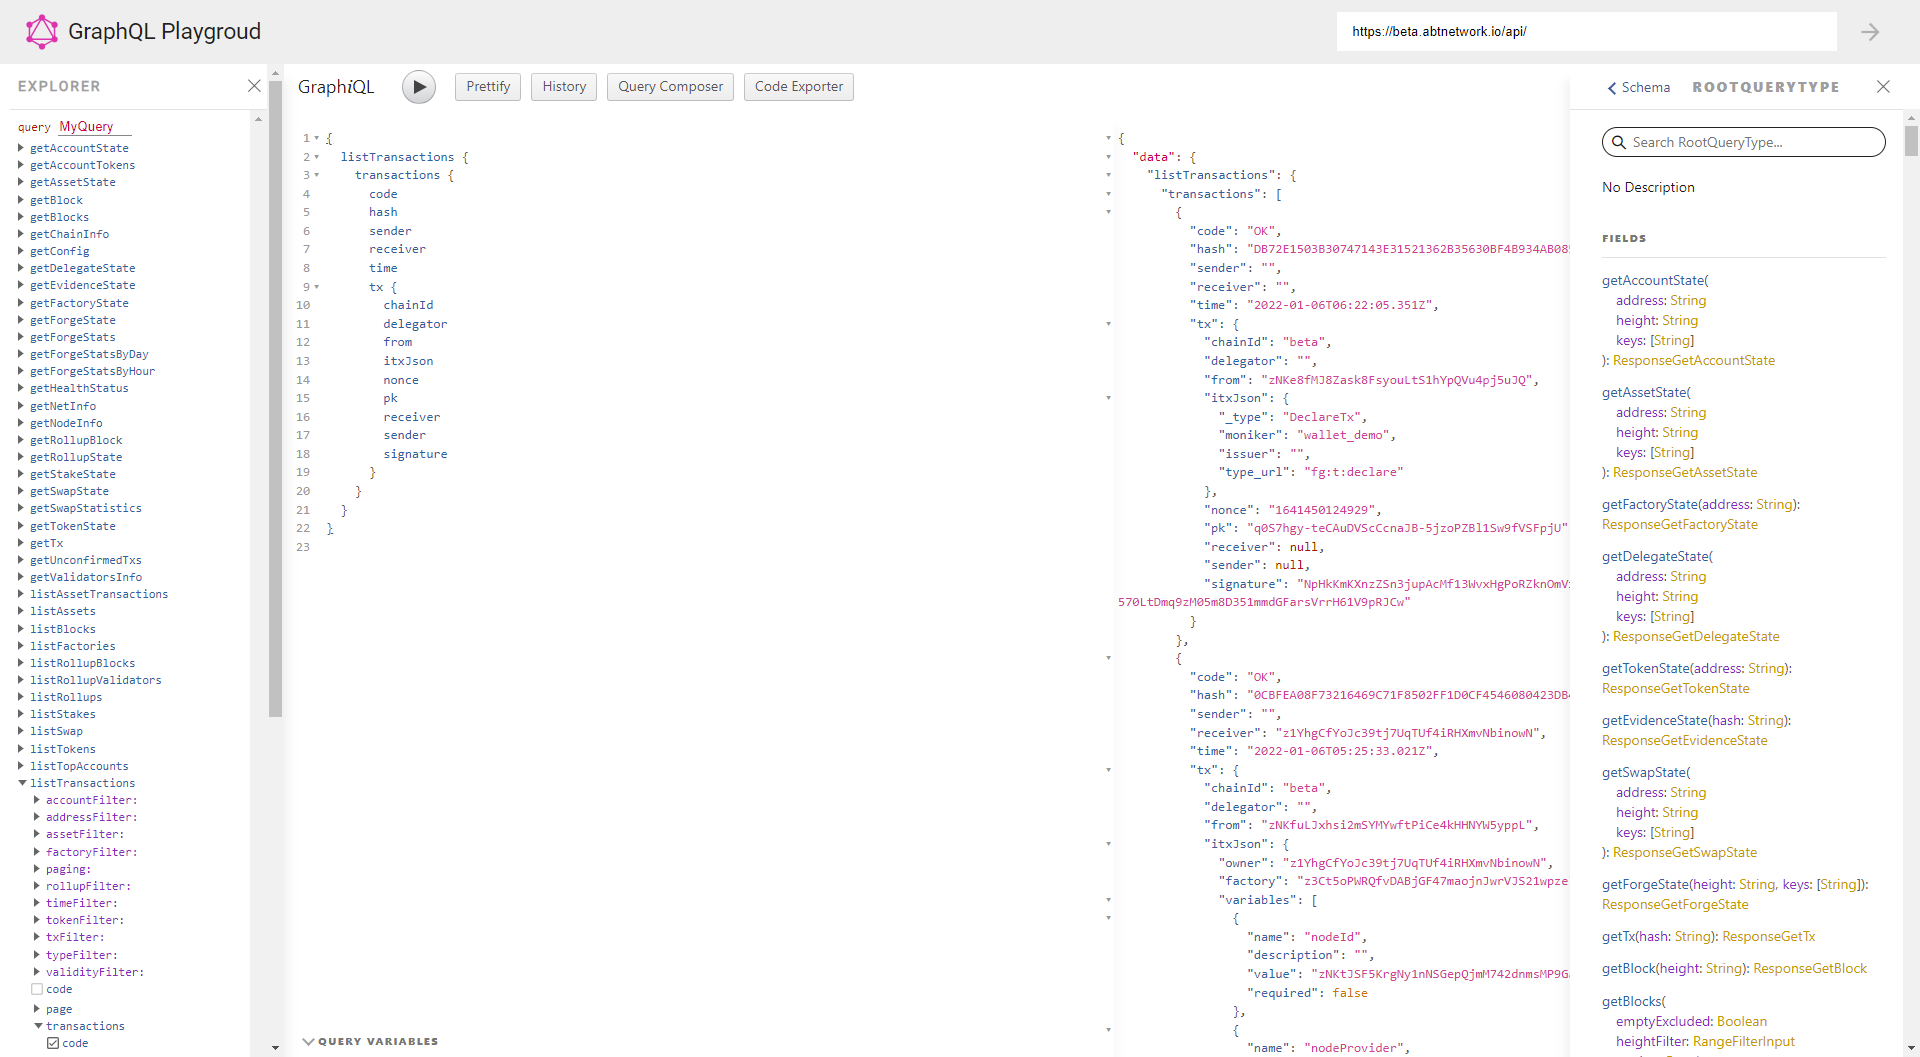 GraphQL Playgroud
https://beta.abtnetwork.io/api/
EXPLORER
query MyQuery
getAccountState
getAccountTokens
getAssetState
getBlock
getBlocks
getChainInfo
getConfig
getDelegateState
getEvidenceState
getFactoryState
getForgeState
getForgeStats
getForgeStatsByDay
getForgeStatsByHour
getHealthStatus
getNetInfo
getNodeInfo
getRollupBlock
getRollupState
getStakeState
getSwapState
getSwapStatistics
getTokenState
getTx
getUnconfirmedTxs
getValidatorsInfo
listAssetTransactions
listAssets
listBlocks
listFactories
listRollupBlocks
listRollupValidators
listRollups
listStakes
listSwap
listTokens
listTopAccounts
listTransactions
accountFilter:
addressFilter:
assetFilter:
factoryFilter:
paging:
rollupFilter:
timeFilter:
tokenFilter:
txFilter:
typeFilter:
validityFilter:
code
page
transactions
code
GraphiQL
Prettify
History
Query Composer
Code Exporter
1 {
2 listTransactions {
3 transactions {
4 code
5 hash
6 sender
7 receiver
8 time
9 tx {
10 chainId
11 delegator
12 from
13 itxJson
14 nonce
15 pk
16 receiver
17 sender
18 signature
19 }
20 }
21 }
22 }
23
QUERY VARIABLES
{
"data": {
"listTransactions": {
"transactions": [
{
"code": "OK",
"hash": "DB72E1503B30747143E31521362B35630BF4B934AB085
"sender": "",
"receiver": "",
"time": "2022-01-06T06:22:05.351Z",
"tx": {
"chainId": "beta",
"delegator": "",
"from": "zNKe8fMJ8Zask8FsyouLtS1hYpQVu4pj5uJQ",
"itxJson": {
"_type": "DeclareTx",
"moniker": "wallet_demo",
"issuer": "",
"type_url": "fg:t:declare"
},
"nonce": "1641450124929",
"pk": "q0S7hgy-teCAuDVScCcnaJB-5jzoPZBl1Sw9fVSFpjU"
"receiver": null,
"sender": null,
"signature": "NpHkKmKXnzZSn3jupAcMf13WvxHgPoRZknOmV
570LtDmq9zM05m8D351mmdGFarsVrrH61V9pRJCw"
}
},
{
"code": "OK",
"hash": "0CBFEA08F73216469C71F8502FF1D0CF4546080423DB4
"sender": "",
"receiver": "z1YhgCfYoJc39tj7UqTUf4iRHXmvNbinowN",
"time": "2022-01-06T05:25:33.021Z",
"tx": {
"chainId": "beta",
"delegator": "",
"from": "zNKfuLJxhsi2mSYMYwftPiCe4kHHNYW5yppL",
"itxJson": {
"owner": "z1YhgCfYoJc39tj7UqTUf4iRHXmvNbinowN",
"factory": "z3Ct5oPWRQfvDABjGF47maojnJwrVJS21wpze
"variables": [
{
"name": "nodeId",
"description": "",
"value": "zNKtJSF5KrgNy1nNSGepQjmM742dnmsMP9G
"required": false
},
{
"name": "nodeProvider",
Schema
ROOTQUERYTYPE
Search RootQueryType...
No Description
FIELDS
getAccountState(
address: String
height: String
keys: [String]
): ResponseGetAccountState
getAssetState(
address: String
height: String
keys: [String]
): ResponseGetAssetState
getFactoryState(address: String):
ResponseGetFactoryState
getDelegateState(
address: String
height: String
keys: [String]
): ResponseGetDelegateState
getTokenState(address: String):
ResponseGetTokenState
getEvidenceState(hash: String):
ResponseGetEvidenceState
getSwapState(
address: String
height: String
keys: [String]
): ResponseGetSwapState
getForgeState(height: String, keys: [String]):
ResponseGetForgeState
getTx(hash: String): ResponseGetTx
getBlock(height: String): ResponseGetBlock
getBlocks(
emptyExcluded: Boolean
heightFilter: RangeFilterInput